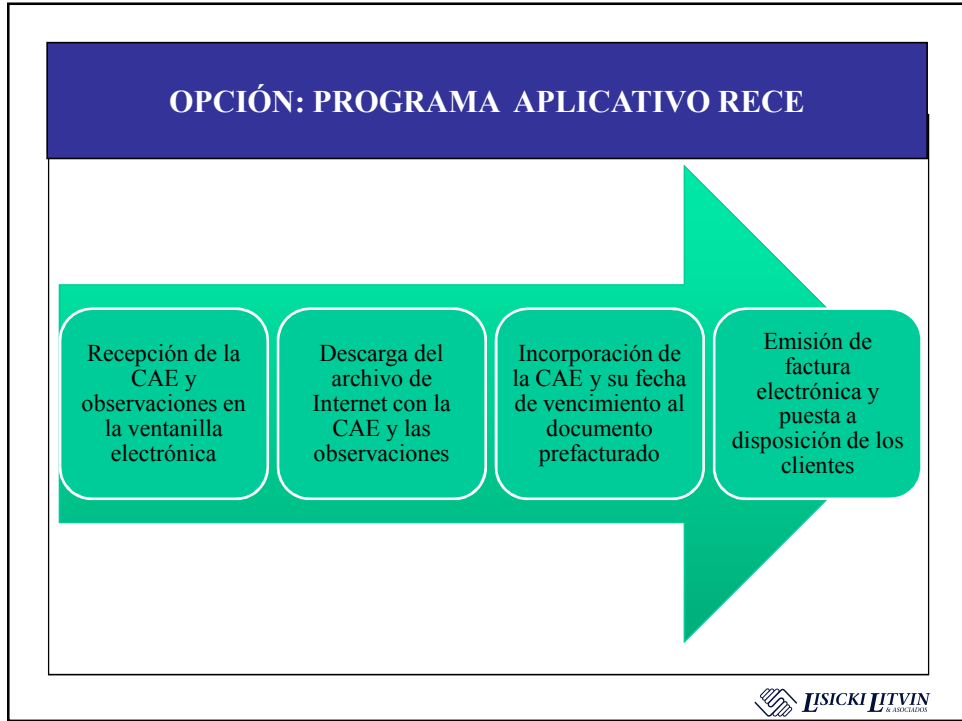 OPCIÓN: PROGRAMA  APLICATIVO RECE
Recepción de la
CAE y
observaciones en
la ventanilla
electrónica
Descarga del
archivo de
Internet con la
CAE y las
observaciones
Incorporación de
la CAE y su fecha
de vencimiento al
documento
prefacturado
Emisión de
factura
electrónica y
puesta a
disposición de los
clientes
LISICKI LITVIN
& ASOCIADOS